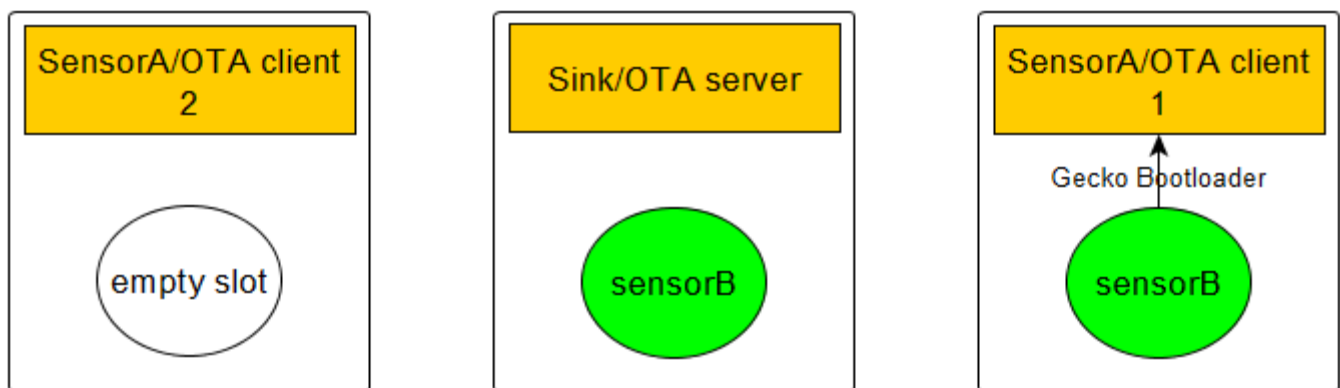 SensorA/OTA client
2
empty slot
Sink/OTA server
sensorB
SensorA/OTA client
1
Gecko Bootloader
sensorB